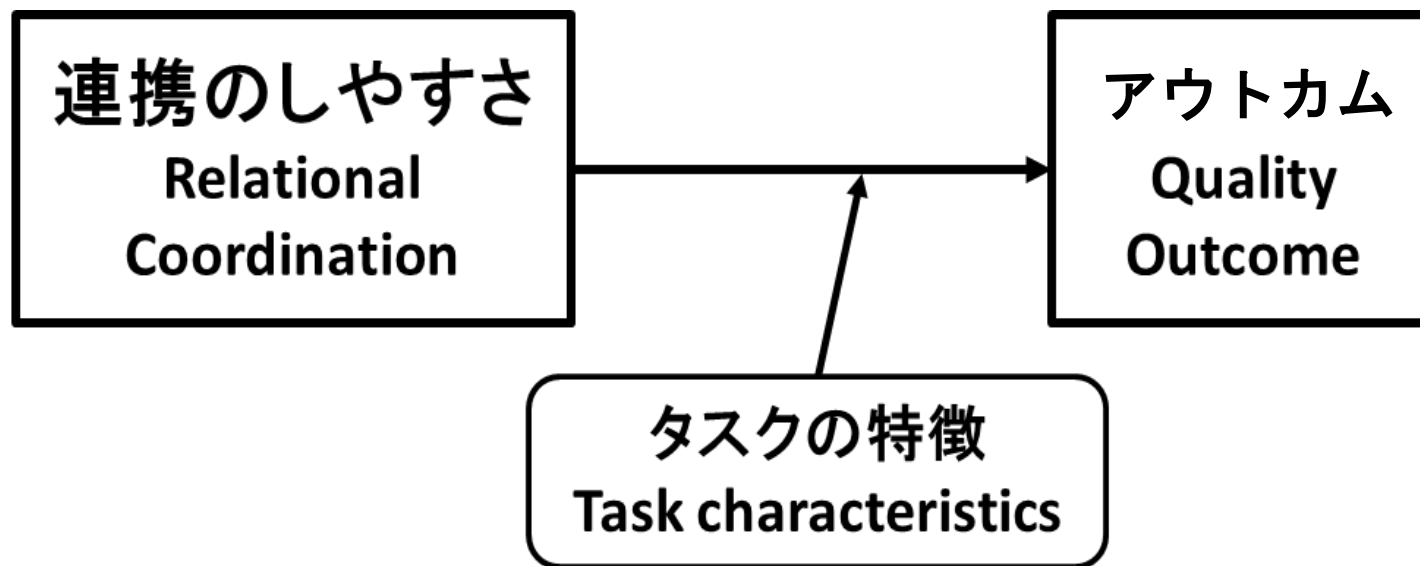 連携のしやすさ
Relational
Coordination
アウトカム
Quality
Outcome
タスクの特徴
Task characteristics